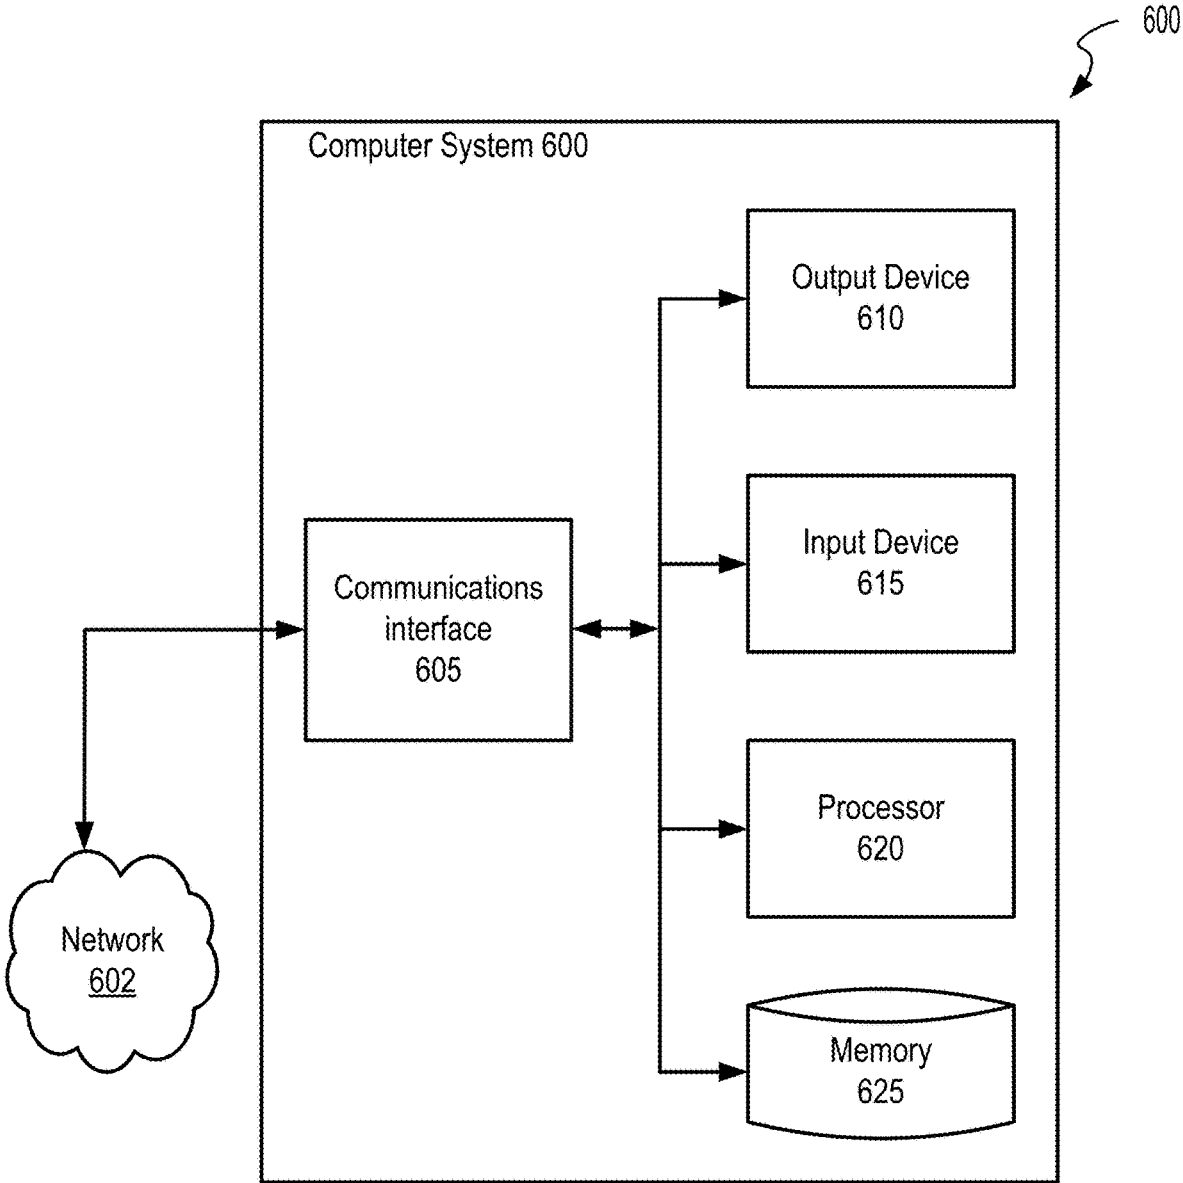 600
Computer System 600
Output Device
610
Input Device
615
Communications
interface
605
Processor
620
Network
602
Memory
625